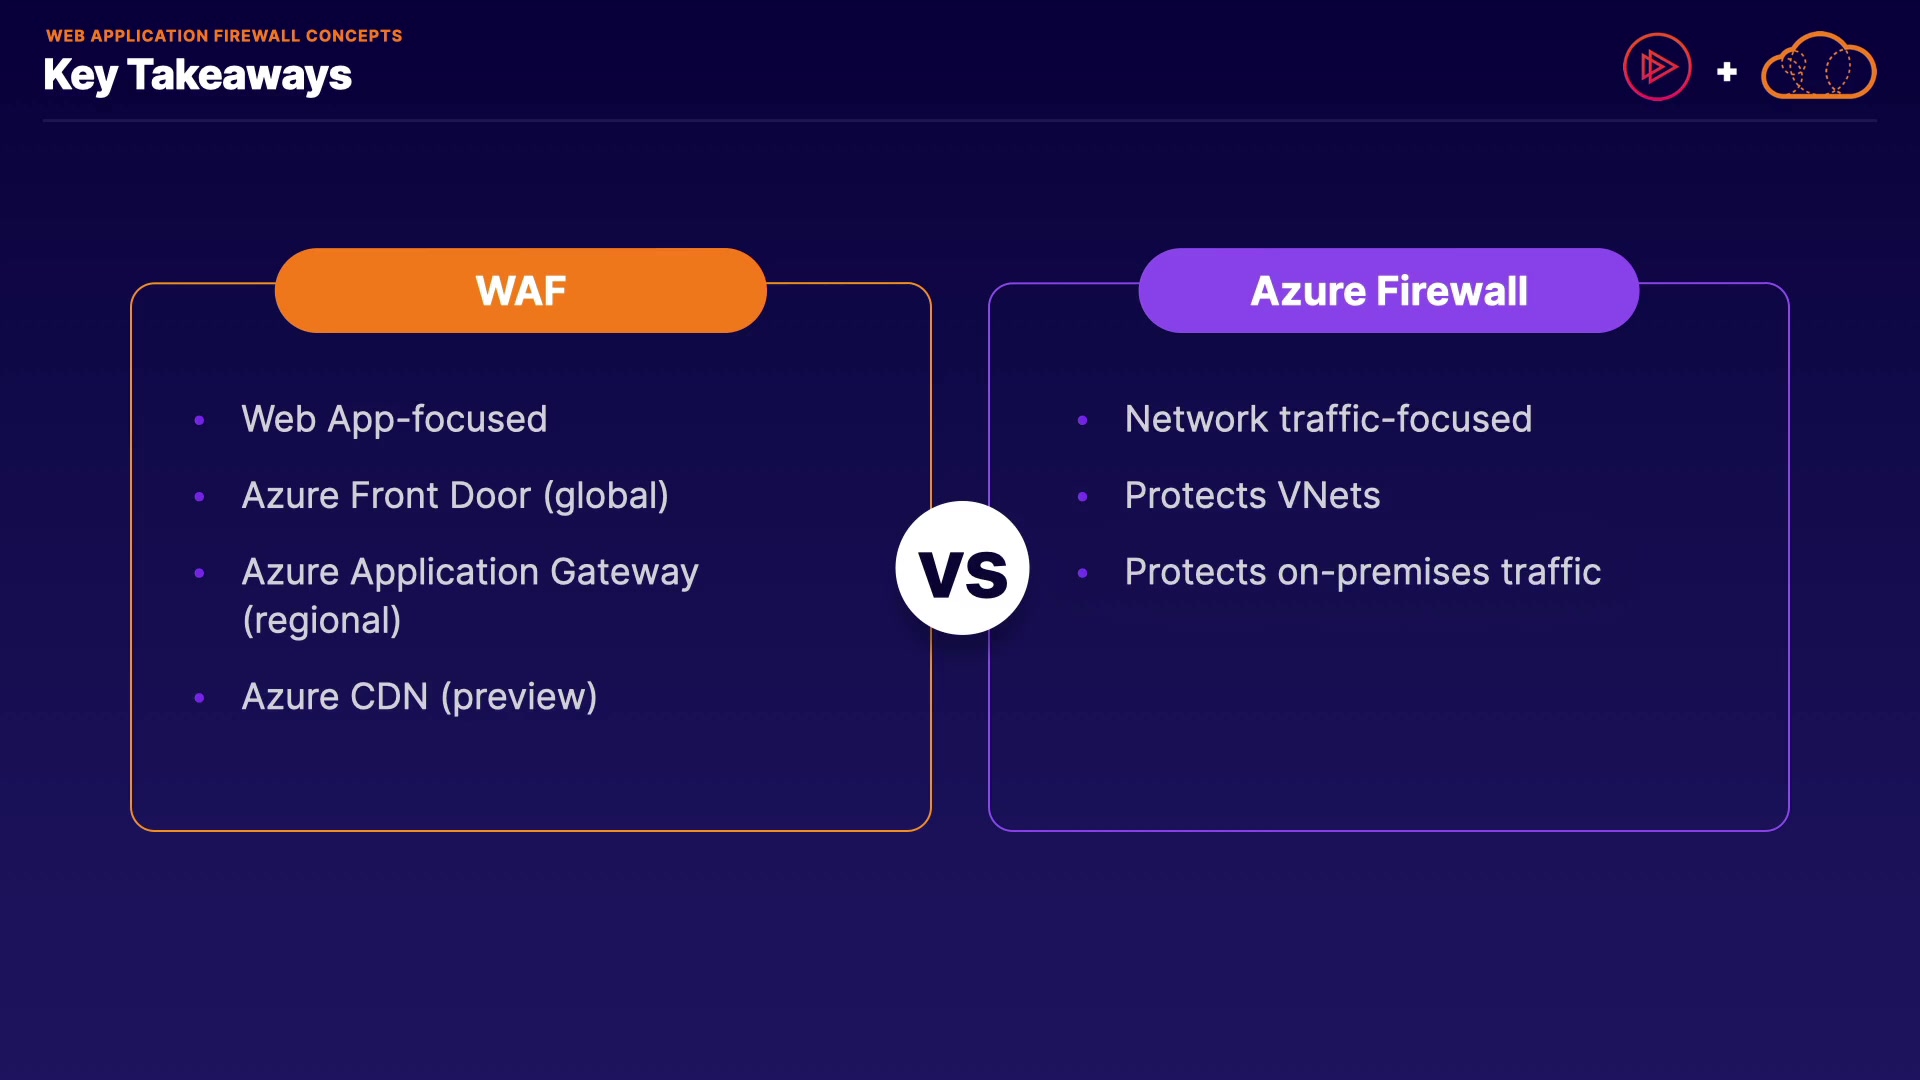 WEB APPLICATION FIREWALL CONCEPTS
Key Takeaways
+
WAF
• Web App-focused
• Azure Front Door (global)
• Azure Application Gateway
(regional)
• Azure CDN (preview)
VS
Azure Firewall
• Network traffic-focused
• Protects VNets
• Protects on-premises traffic